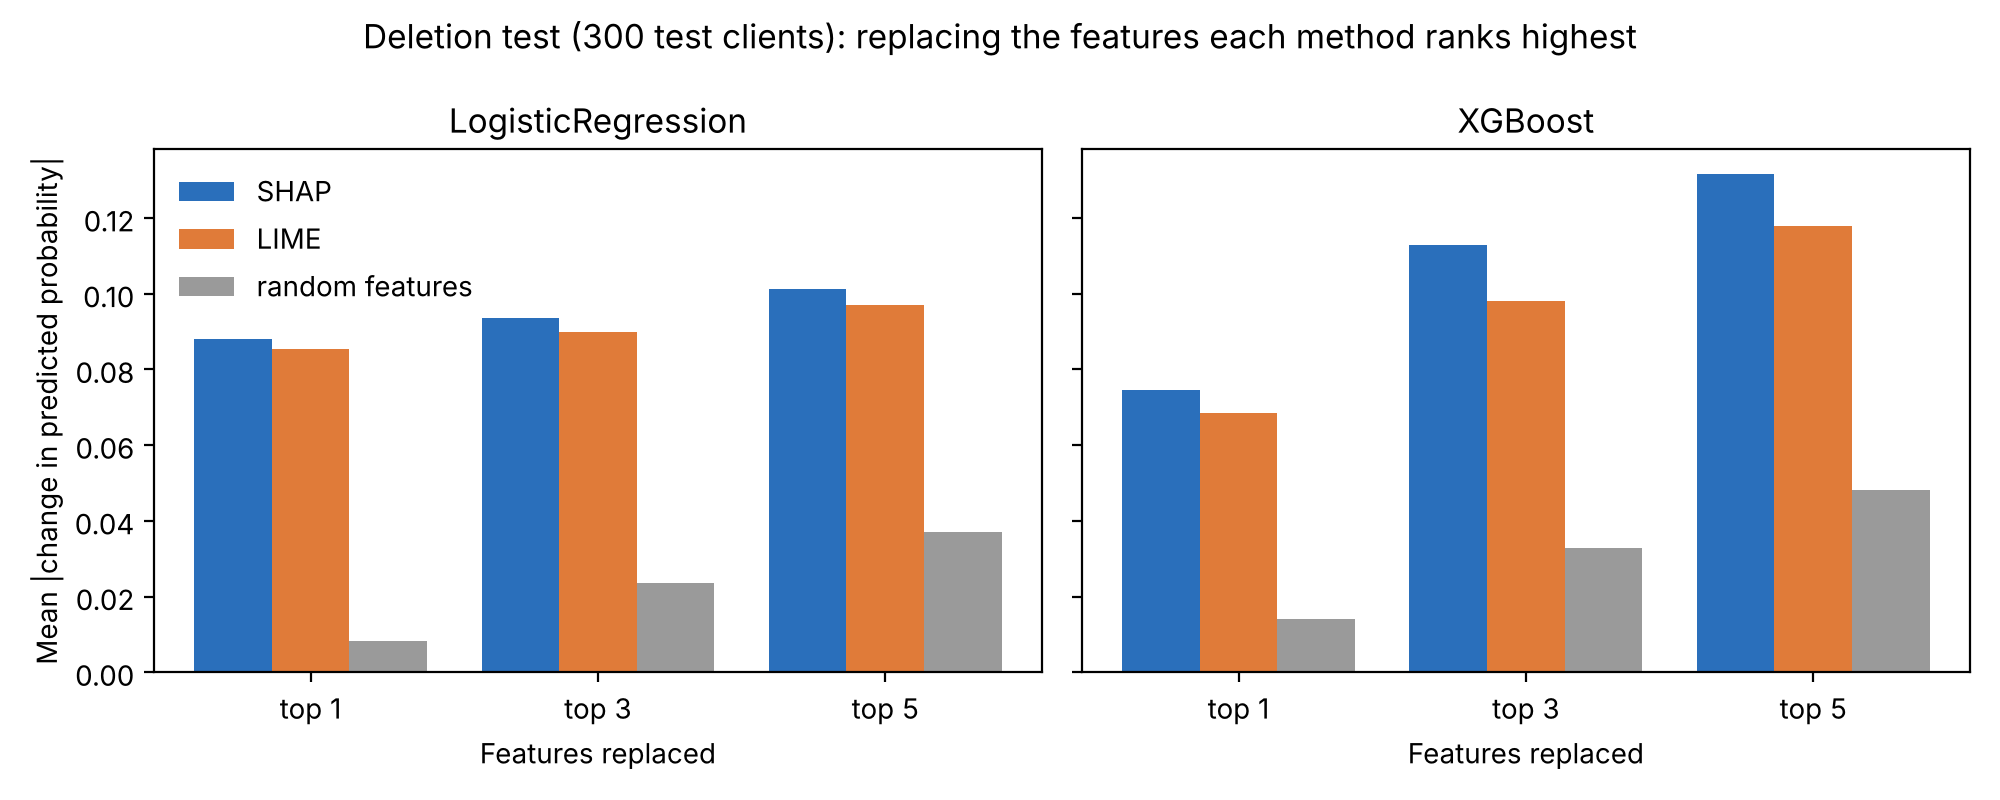 Deletion test (300 test clients): replacing the features each method ranks highest
LogisticRegression
Mean |change in predicted probability|
0.12
0.10
0.08
0.06
0.04
0.02
0.00
SHAP
LIME
random features
top 1
top 3
top 5
Features replaced
XGBoost
top 1
top 3
top 5
Features replaced